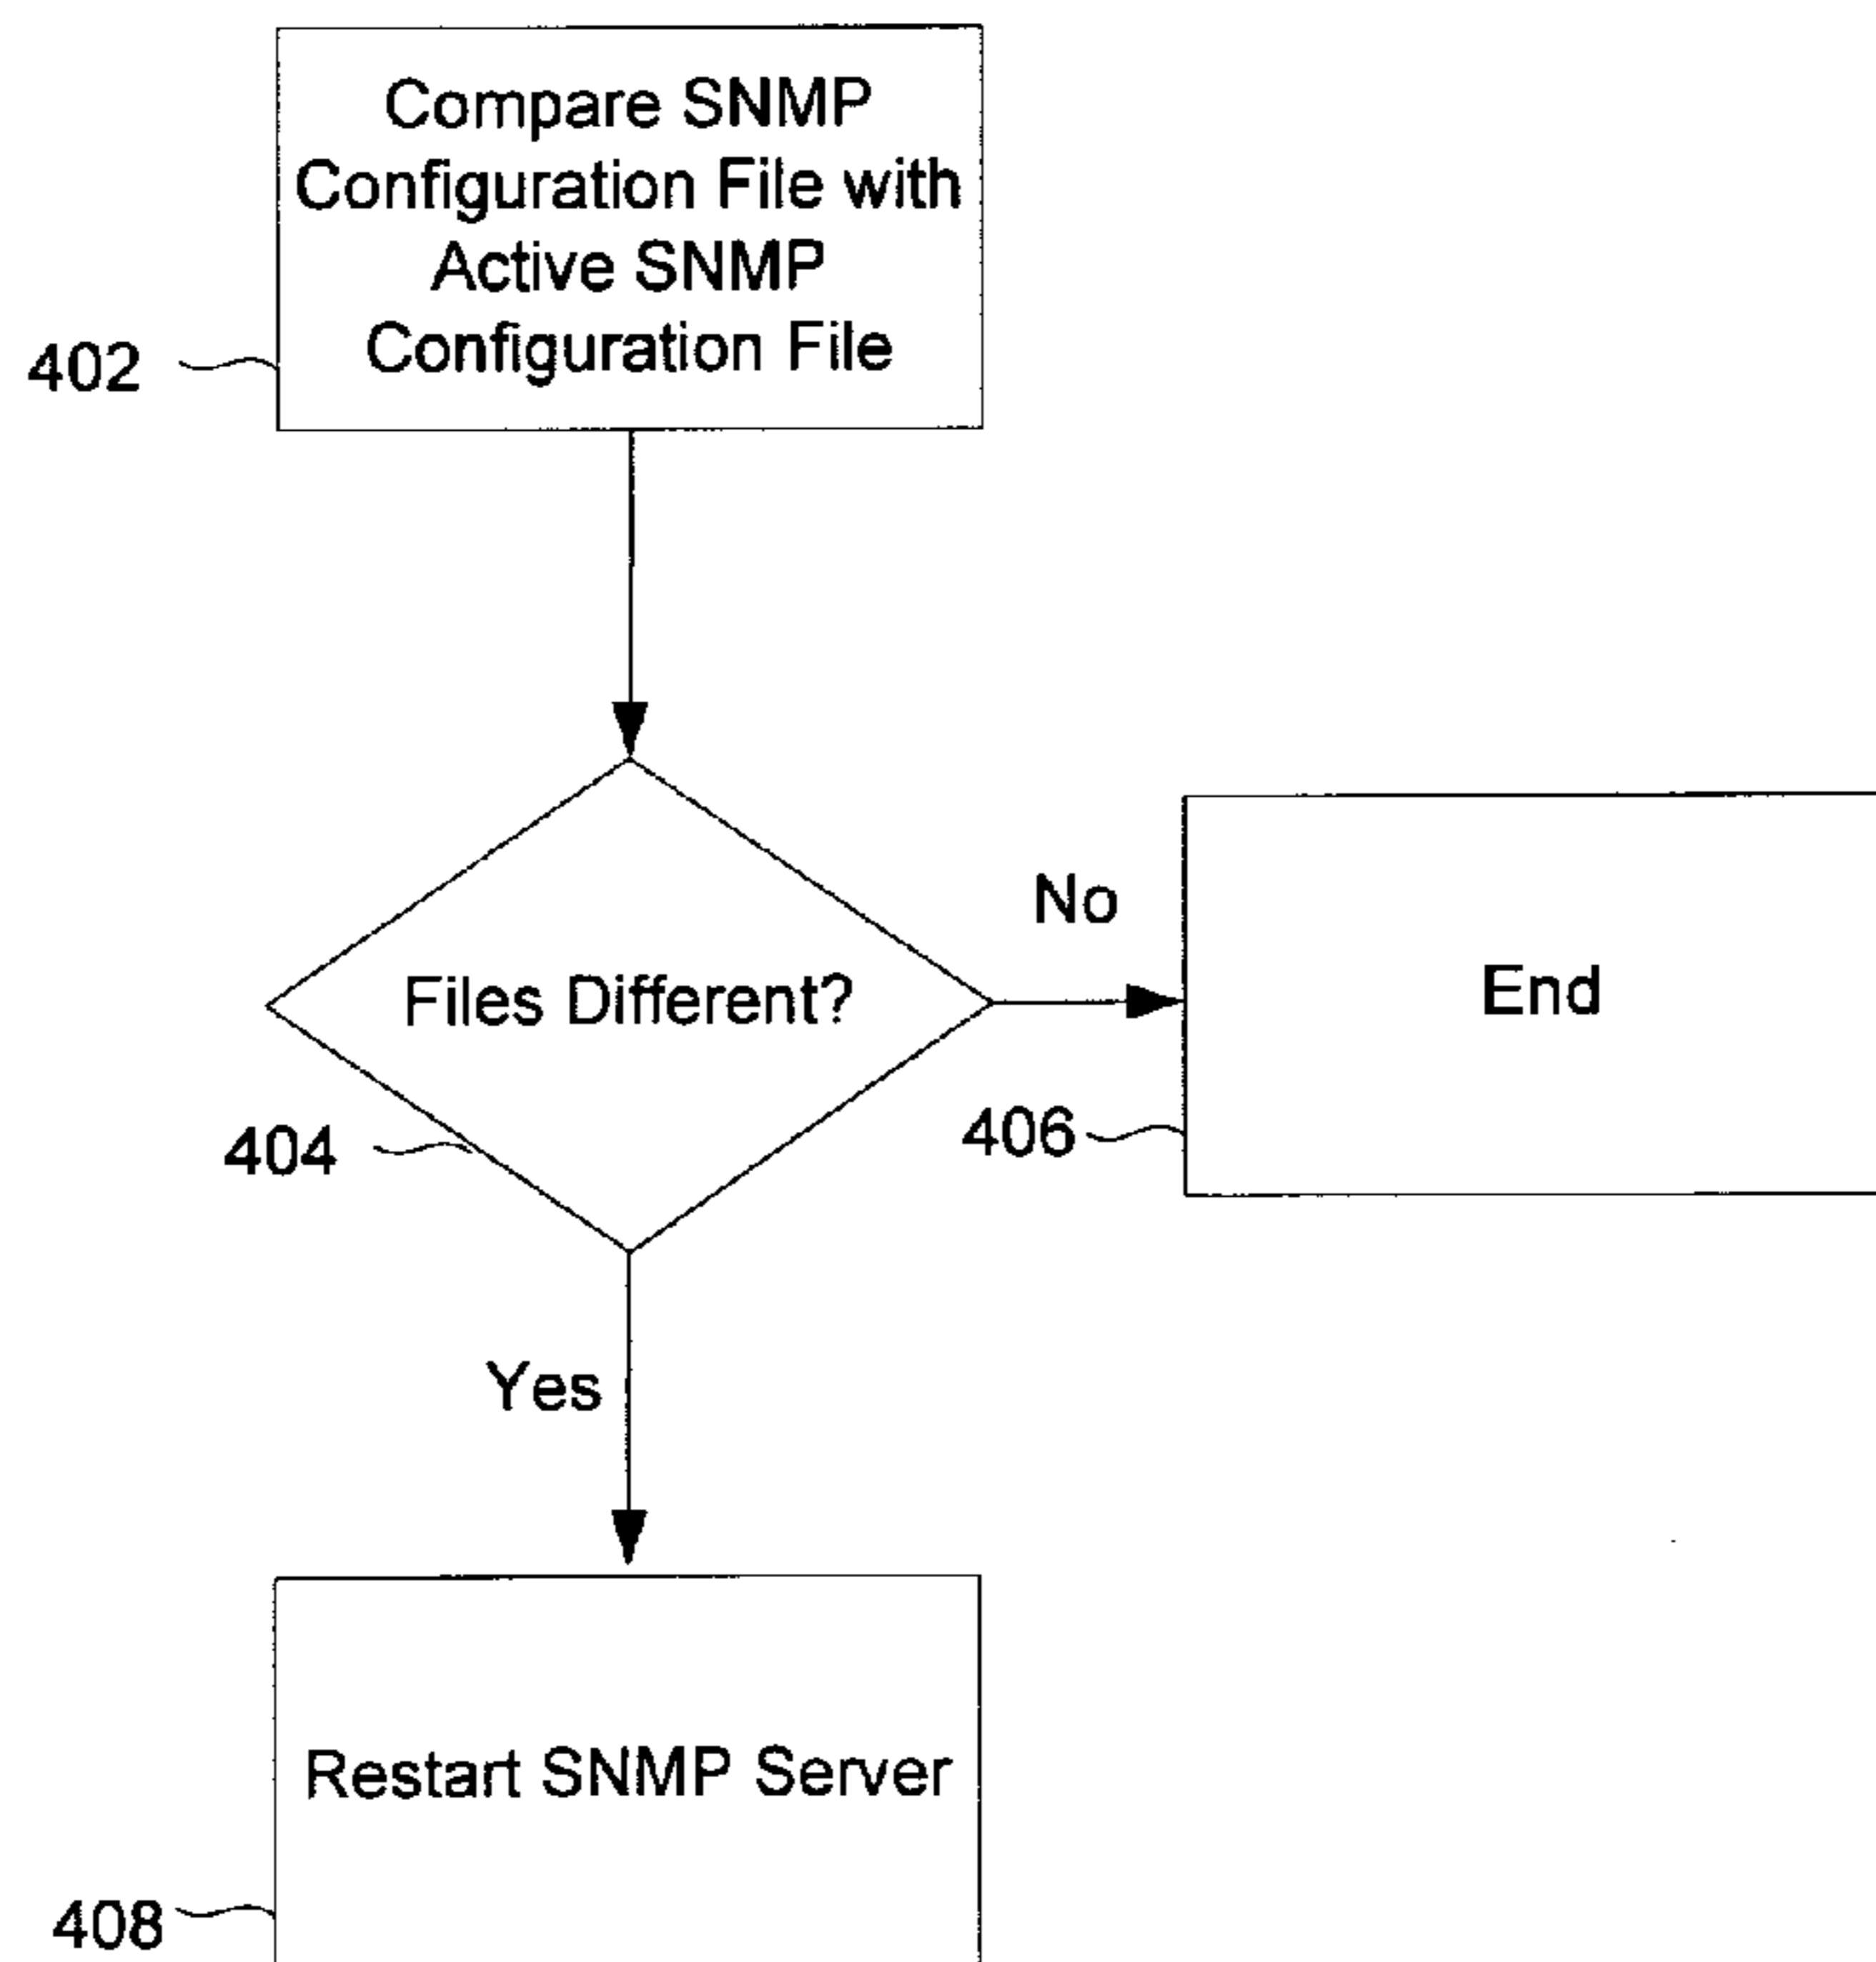 Compare SNMP
Configuration File with
Active SNMP
Configuration File
402
Files Different?
No
End
404
406
Yes
Restart SNMP Server
408